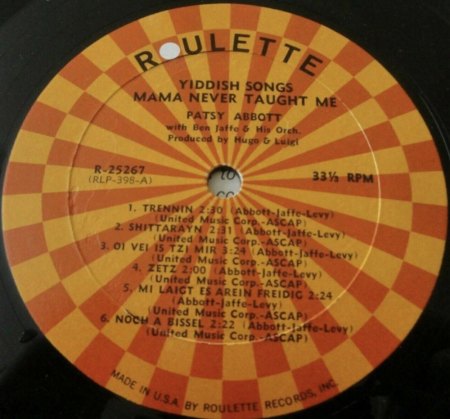 ROULETTE
YIDDISH SONGS
MAMA NEVER TAUGHT ME
PATSY ABBOTT
with Ben Jaffe & His Orch.
Produced by Hugo & Luigi
R-25267
(RLP-398-A)
33⅓ RPM
1. TRENNIN 2:30 (Abbott-Jaffe-Levy)
(United Music Corp.-ASCAP)
2. SHITTARAYN 2:31 (Abbott-Jaffe-Levy)
(United Music Corp.-ASCAP)
3. OI VEI IS TZI MIR 3:24 (Abbott-Jaffe-Levy)
(United Music Corp.-ASCAP)
4. ZETZ 2:00 (Abbott-Jaffe-Levy)
(United Music Corp.-ASCAP)
5. MI LAIGT ES AREIN FREIDIG 2:24
(Abbott-Jaffe-Levy)
(United Music Corp.-ASCAP)
6. NOCH A BISSEL 2:22 (Abbott-Jaffe-Levy)
(United Music Corp.-ASCAP)
MADE IN U.S.A. BY ROULETTE RECORDS, INC.